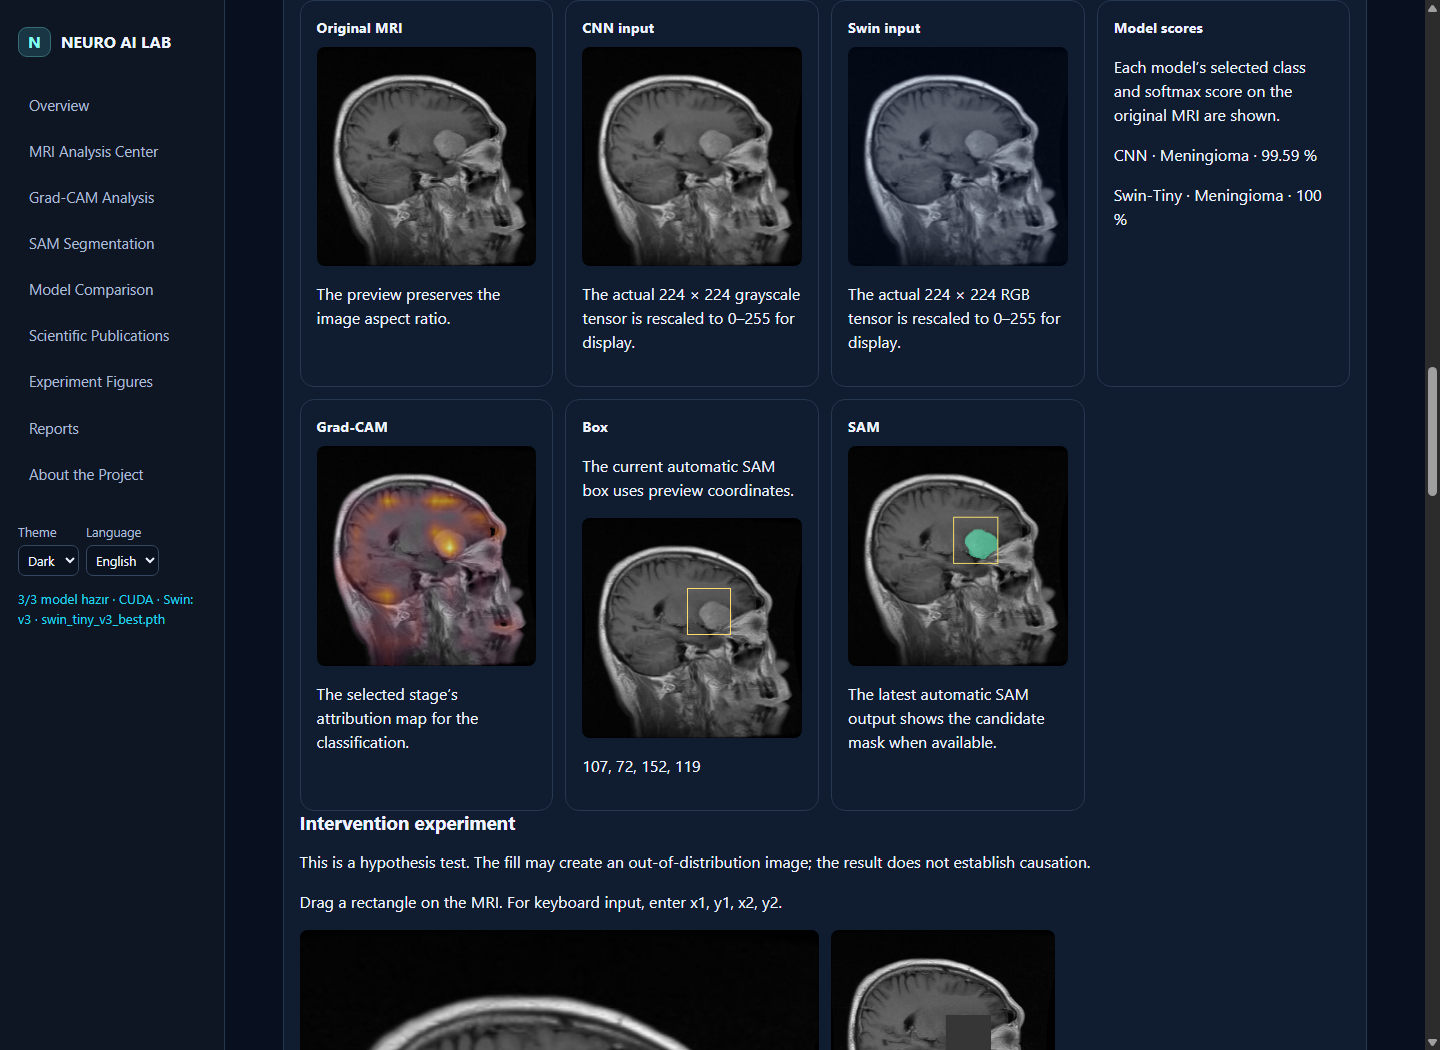 N NEURO AI LAB
Overview
MRI Analysis Center
Grad-CAM Analysis
SAM Segmentation
Model Comparison
Scientific Publications
Experiment Figures
Reports
About the Project
Theme Language
Dark English
3/3 model hazır · CUDA · Swin:
v3 · swin_tiny_v3_best.pth
Original MRI
The preview preserves the
image aspect ratio.
CNN input
The actual 224 × 224 grayscale
tensor is rescaled to 0–255 for
display.
Swin input
The actual 224 × 224 RGB
tensor is rescaled to 0–255 for
display.
Model scores
Each model’s selected class
and softmax score on the
original MRI are shown.
CNN · Meningioma · 99.59 %
Swin-Tiny · Meningioma · 100
%
Grad-CAM
The selected stage’s
attribution map for the
classification.
Box
The current automatic SAM
box uses preview coordinates.
107, 72, 152, 119
SAM
The latest automatic SAM
output shows the candidate
mask when available.
Intervention experiment
This is a hypothesis test. The fill may create an out-of-distribution image; the result does not establish causation.
Drag a rectangle on the MRI. For keyboard input, enter x1, y1, x2, y2.